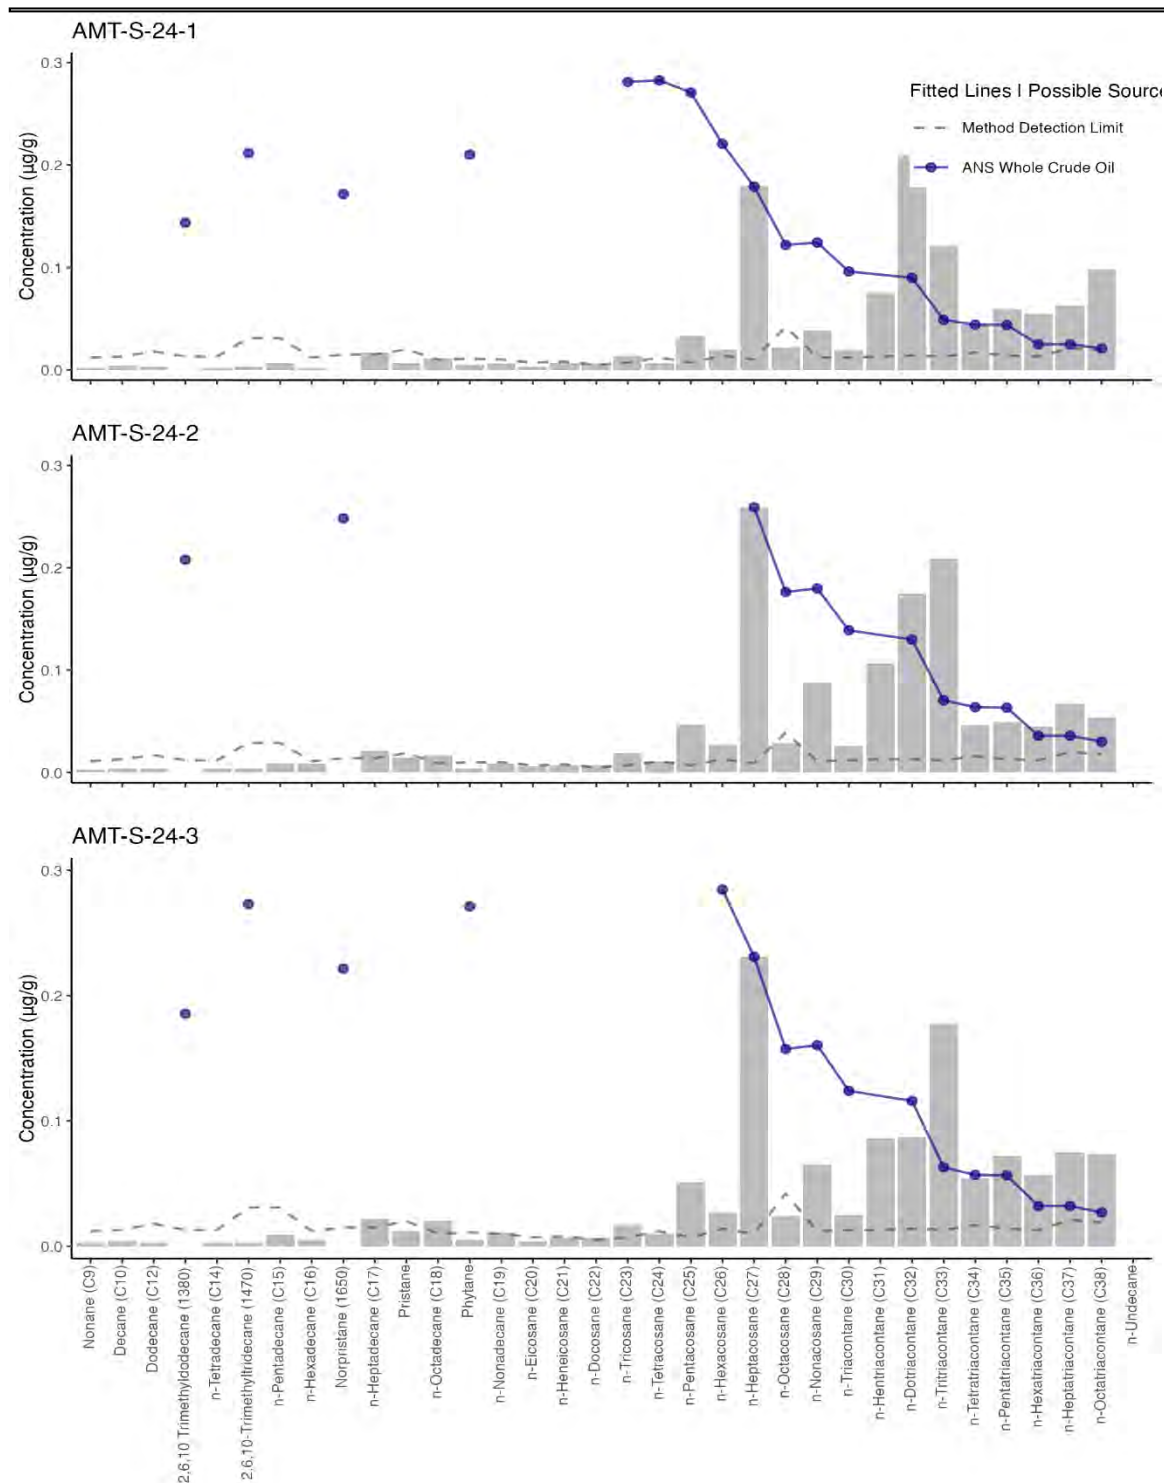 AMT-S-24-1
Fitted Lines | Possible Source
Method Detection Limit
ANS Whole Crude Oil
Concentration (µg/g)
0.3
0.2
0.1
0.0
AMT-S-24-2
Concentration (µg/g)
0.3
0.2
0.1
0.0
AMT-S-24-3
Concentration (µg/g)
0.3
0.2
0.1
0.0
Nonane (C9)
Decane (C10)
Dodecane (C12)
2,6,10 Trimethylodecane (1380)
n-Tetradecane (C14)
2,6,10-Trimethyltridecane (1470)
n-Pentadecane (C15)
n-Hexadecane (C16)
Norpristane (1650)
n-Heptadecane (C17)
Pristane
n-Octadecane (C18)
Phytane
n-Nonadecane (C19)
n-Eicosane (C20)
n-Heneicosane (C21)
n-Docosane (C22)
n-Tricosane (C23)
n-Tetracosane (C24)
n-Pentacosane (C25)
n-Hexacosane (C26)
n-Heptacosane (C27)
n-Octacosane (C28)
n-Nonacosane (C29)
n-Triacontane (C30)
n-Hentriacontane (C31)
n-Dotriacontane (C32)
n-Tritriacontane (C33)
n-Tetratriacontane (C34)
n-Pentatriacontane (C35)
n-Hexatriacontane (C36)
n-Heptatriacontane (C37)
n-Octatriacontane (C38)
n-Undecane